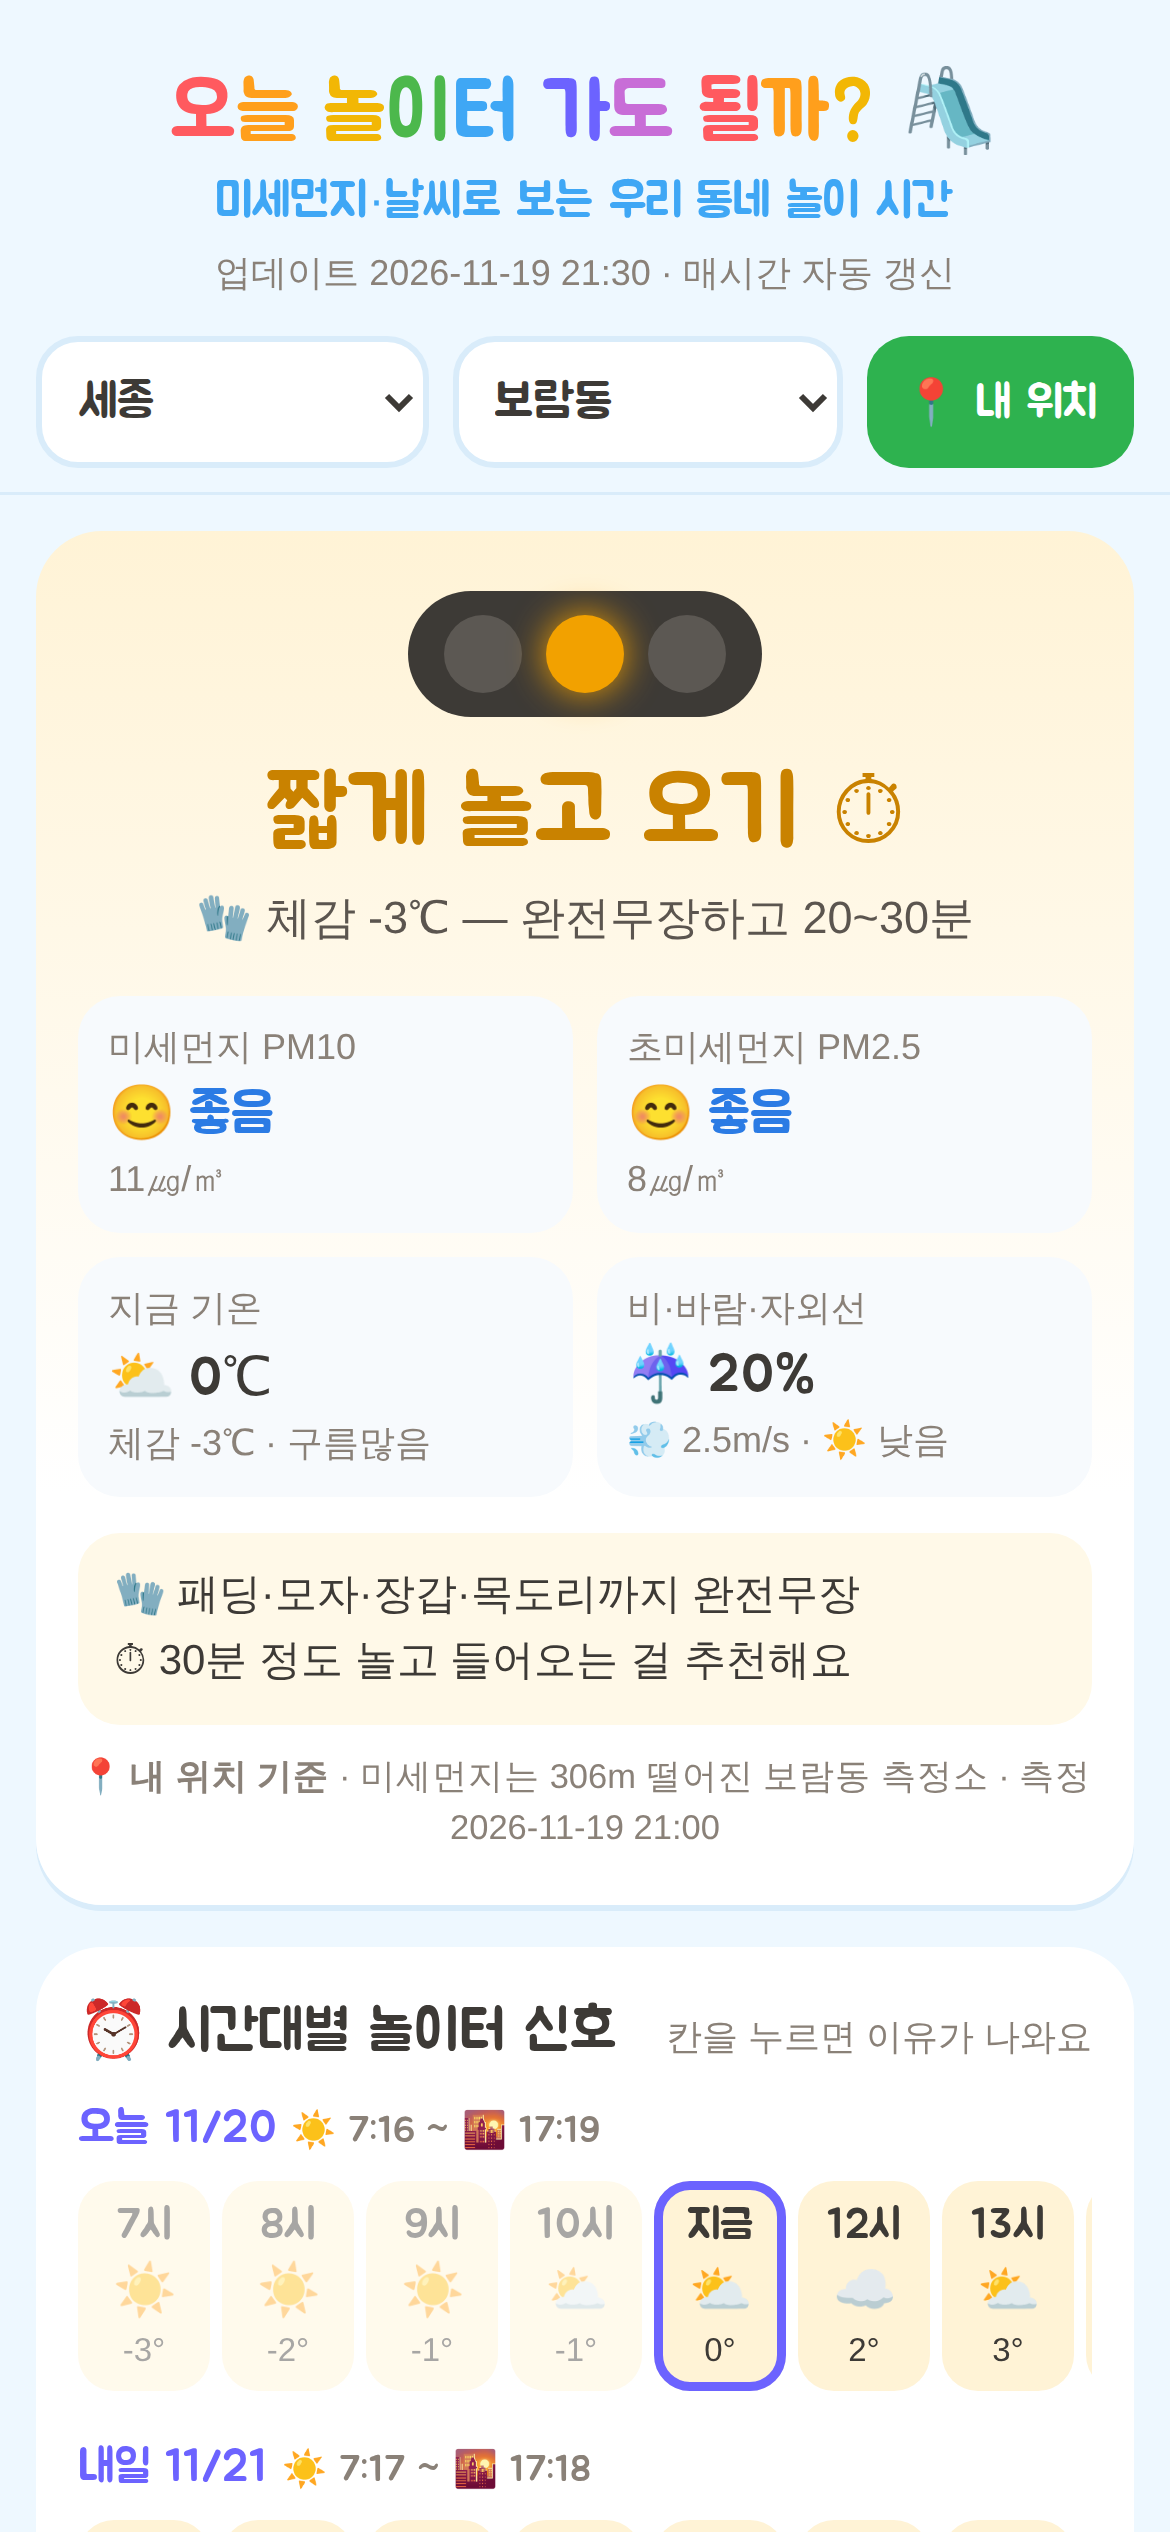 오늘 놀이터 가도 될까? 🛝
미세먼지·날씨로 보는 우리 동네 놀이 시간
업데이트 2026-11-19 21:30 · 매시간 자동 갱신
세종 보람동 📍 내 위치
짧게 놀고 오기 ⏱
🧤 체감 -3℃ — 완전무장하고 20~30분
미세먼지 PM10
😊 좋음
11㎍/㎥
초미세먼지 PM2.5
😊 좋음
8㎍/㎥
지금 기온
⛅ 0℃
체감 -3℃ · 구름많음
비·바람·자외선
☔ 20%
💨 2.5m/s · ☀️ 낮음
🧤 패딩·모자·장갑·목도리까지 완전무장
⏱ 30분 정도 놀고 들어오는 걸 추천해요
📍 내 위치 기준 · 미세먼지는 306m 떨어진 보람동 측정소 · 측정
2026-11-19 21:00
⏰ 시간대별 놀이터 신호 칸을 누르면 이유가 나와요
오늘 11/20 ☀️ 7:16 ~ 🌇 17:19
7시 8시 9시 10시 지금 12시 13시
-3° -2° -1° -1° 0° 2° 3°
내일 11/21 ☀️ 7:17 ~ 🌇 17:18